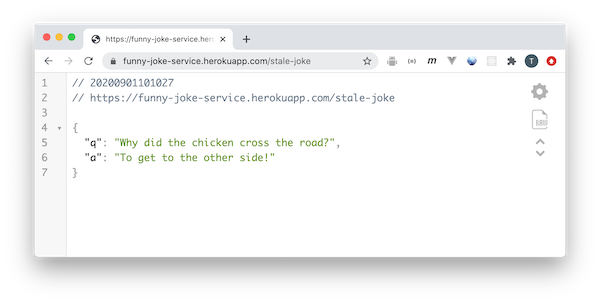 https://funny-joke-service.her
funny-joke-service.herokuapp.com/stale-joke
T
1 // 20200901101027
2 // https://funny-joke-service.herokuapp.com/stale-joke
3
4 {
5 "q": "Why did the chicken cross the road?",
6 "a": "To get to the other side!"
7 }